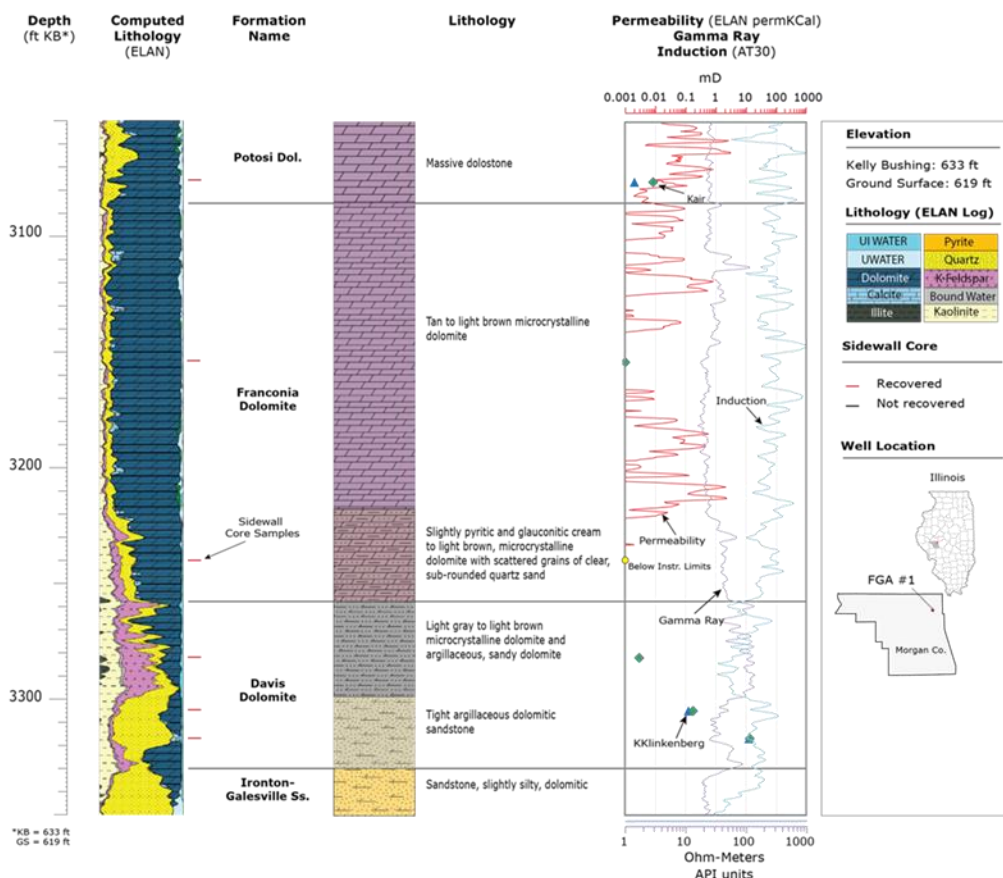 Depth
(ft KB*)
Computed
Lithology
(ELAN)
Formation
Name
Lithology
Permeability (ELAN permKCal)
Gamma Ray
Induction (AT30)
mD
0.001 0.01 0.1 1 10 100 1000
3100
3200
3300
*KB = 633 ft
GS = 619 ft
Potosi Dol.
Franconia
Dolomite
Sidewall
Core Samples
Davis
Dolomite
Ironton-
Galesville Ss.
Massive dolostone
Tan to light brown microcrystalline
dolomite
Slightly pyritic and glauconitic cream
to light brown, microcrystalline
dolomite with scattered grains of clear,
sub-rounded quartz sand
Light gray to light brown
microcrystalline dolomite and
argillaceous, sandy dolomite
Tight argillaceous dolomitic
sandstone
Sandstone, slightly silty, dolomitic
Kair
Induction
Permeability
Below Instr. Limits
Gamma Ray
KKlinkenberg
1 10 100 1000
Ohm-Meters
API units
Elevation
Kelly Bushing: 633 ft
Ground Surface: 619 ft
Lithology (ELAN Log)
UI WATER Pyrite
UWATER Quartz
Dolomite K-Feldspar
Calcite Bound Water
Illite Kaolinite
Sidewall Core
Recovered
Not recovered
Well Location
Illinois
FGA #1
Morgan Co.